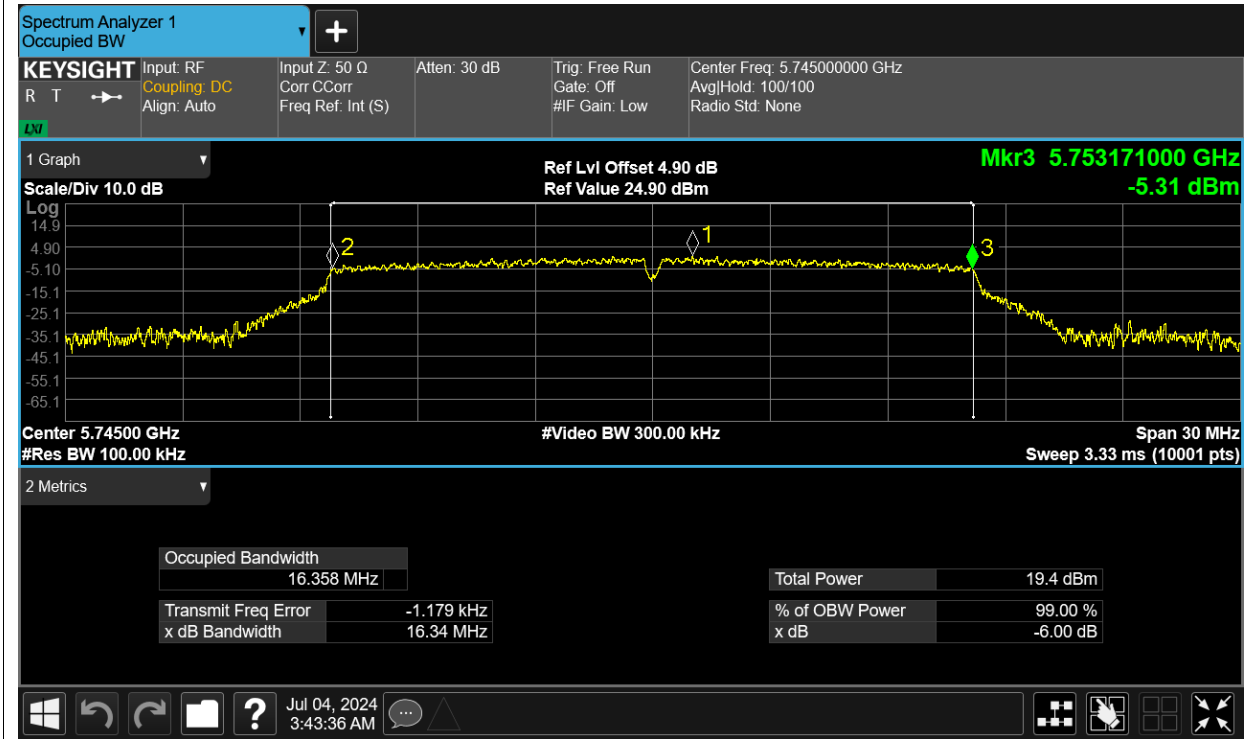 Spectrum Analyzer 1
Occupied BW
KEYSIGHT
R T
LXI
Input: RF
Coupling: DC
Align: Auto
Input Z: 50 Ω
Corr CCorr
Freq Ref: Int (S)
Atten: 30 dB
Trig: Free Run
Gate: Off
#IF Gain: Low
Center Freq: 5.745000000 GHz
Avg|Hold: 100/100
Radio Std: None
1 Graph
Scale/Div 10.0 dB
Ref Lvl Offset 4.90 dB
Ref Value 24.90 dBm
Mkr3 5.753171000 GHz
-5.31 dBm
Log
14.9
4.90
-5.10
-15.1
-25.1
-35.1
-45.1
-55.1
-65.1
2
1
3
Center 5.74500 GHz
#Video BW 300.00 kHz
Span 30 MHz
#Res BW 100.00 kHz
Sweep 3.33 ms (10001 pts)
2 Metrics
Occupied Bandwidth
16.358 MHz
Transmit Freq Error -1.179 kHz
x dB Bandwidth 16.34 MHz
Total Power 19.4 dBm
% of OBW Power 99.00 %
x dB -6.00 dB
?
Jul 04, 2024
3:43:36 AM